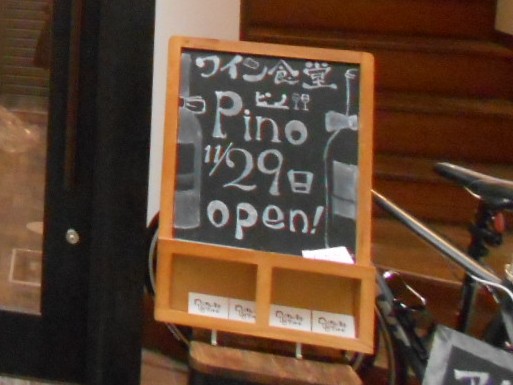 ワイン食堂
ピノ
Pino
11/29日
open!